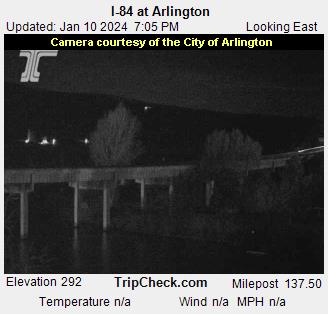 I-84 at Arlington
Updated: Jan 10 2024 7:05 PM Looking East
Camera courtesy of the City of Arlington
Elevation 292 TripCheck.com Milepost 137.50
Temperature n/a Wind n/a MPH n/a